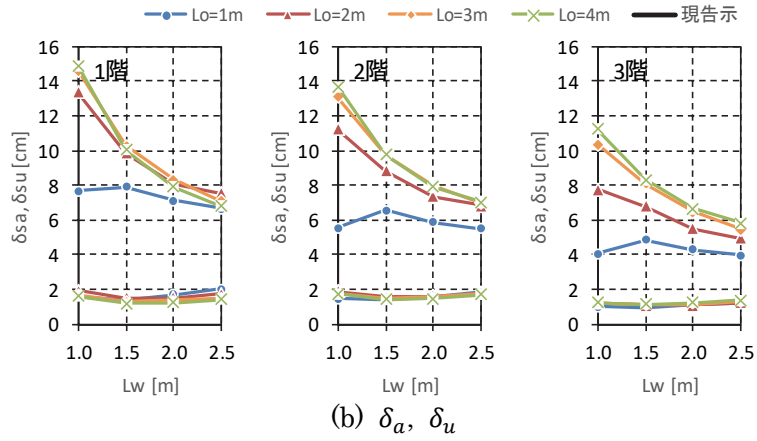 Lo=1m Lo=2m Lo=3m Lo=4m 現告示
16 16 16
14 14 14
12 12 12
10 10 10
8 8 8
6 6 6
4 4 4
2 2 2
0 0 0
1階 2階 3階
δsa, δsu [cm] δsa, δsu [cm] δsa, δsu [cm]
1.0 1.5 2.0 2.5 1.0 1.5 2.0 2.5 1.0 1.5 2.0 2.5
Lw [m] Lw [m] Lw [m]
(b) δa, δu